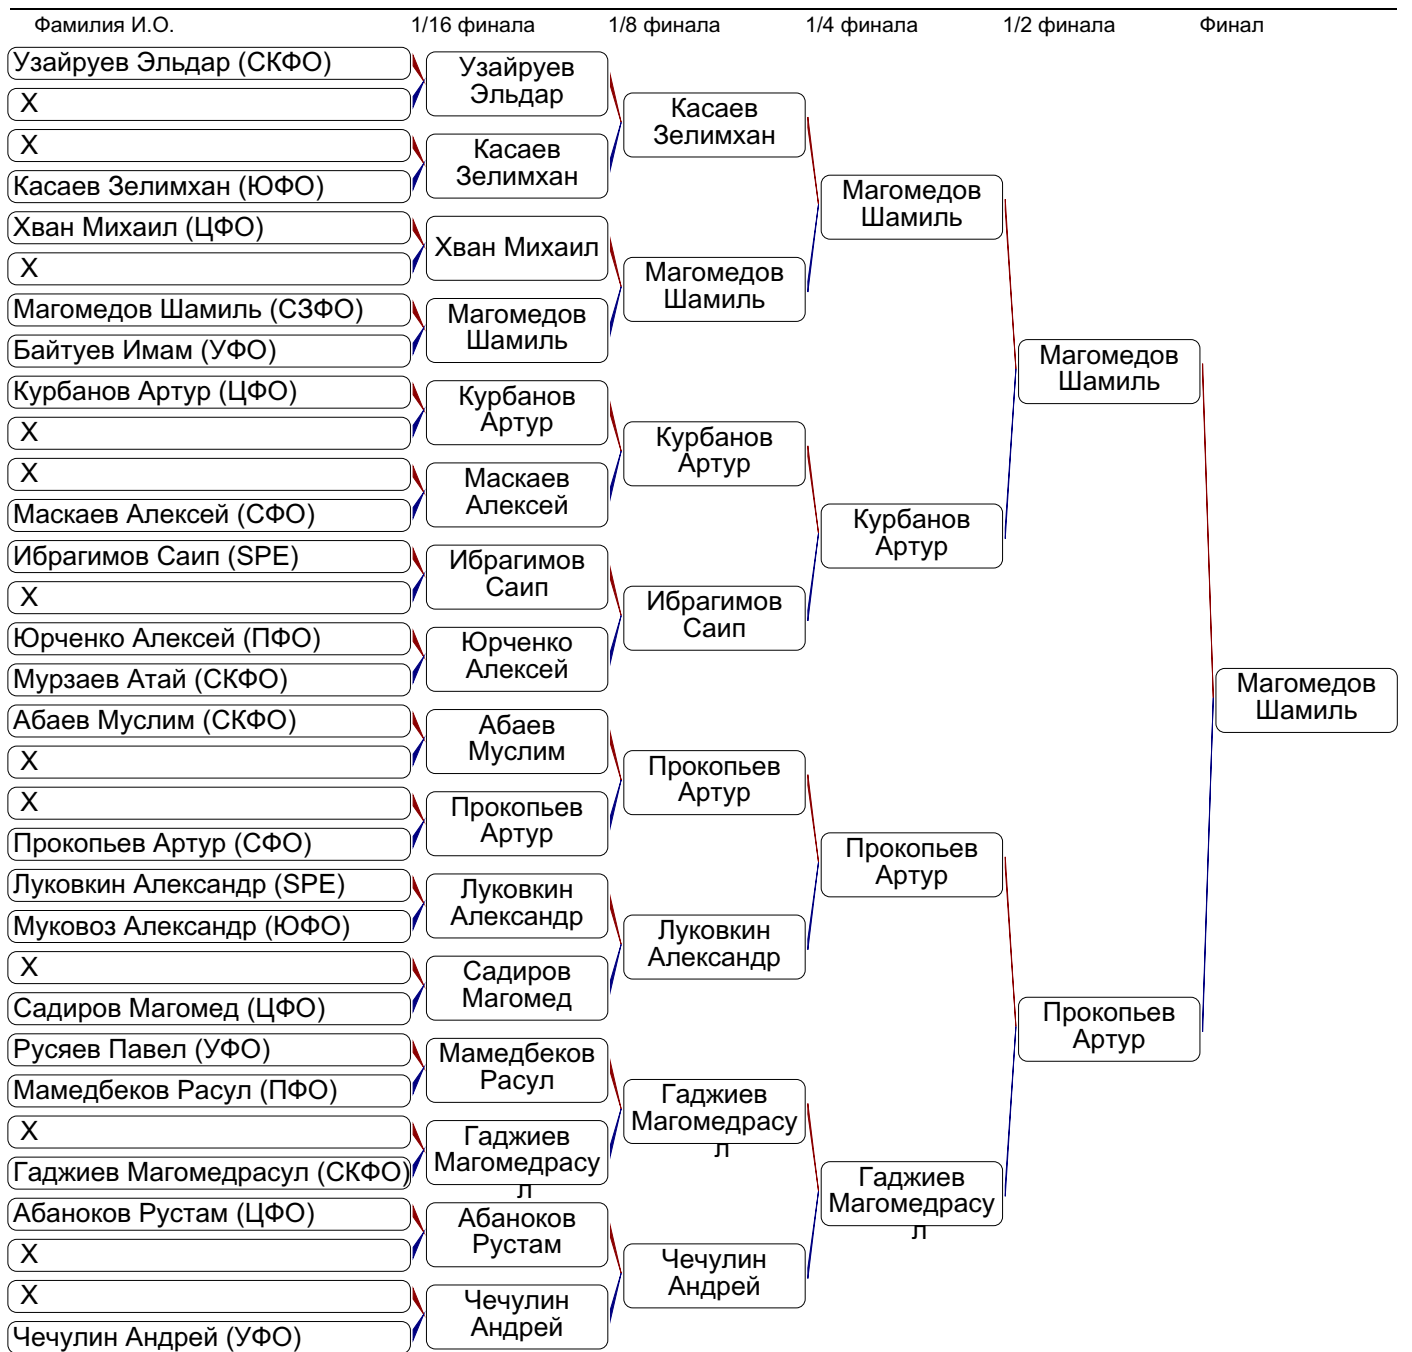 Фамилия И.О. 1/16 финала 1/8 финала 1/4 финала 1/2 финала Финал
Узайруев Эльдар (СКФО)
X
X
Касаев Зелимхан (ЮФО)
Хван Михаил (ЦФО)
X
Магомедов Шамиль (СЗФО)
Байтуев Имам (УФО)
Курбанов Артур (ЦФО)
X
X
Маскаев Алексей (СФО)
Ибрагимов Саип (SPE)
X
Юрченко Алексей (ПФО)
Мурзаев Атай (СКФО)
Абаев Муслим (СКФО)
X
X
Прокопьев Артур (СФО)
Луковкин Александр (SPE)
Муковоз Александр (ЮФО)
X
Садиров Магомед (ЦФО)
Русяев Павел (УФО)
Мамедбеков Расул (ПФО)
X
Гаджиев Магомедрасул (СКФО)
Абаноков Рустам (ЦФО)
X
X
Чечулин Андрей (УФО)
Узайруев
Эльдар
Касаев
Зелимхан
Хван Михаил
Магомедов
Шамиль
Курбанов
Артур
Маскаев
Алексей
Ибрагимов
Саип
Юрченко
Алексей
Абаев
Муслим
Прокопьев
Артур
Луковкин
Александр
Садиров
Магомед
Мамедбеков
Расул
Гаджиев
Магомедрасу
л
Абаноков
Рустам
Чечулин
Андрей
Касаев
Зелимхан
Магомедов
Шамиль
Курбанов
Артур
Ибрагимов
Саип
Прокопьев
Артур
Луковкин
Александр
Гаджиев
Магомедрасу
л
Чечулин
Андрей
Магомедов
Шамиль
Курбанов
Артур
Прокопьев
Артур
Гаджиев
Магомедрасу
л
Магомедов
Шамиль
Прокопьев
Артур
Магомедов
Шамиль